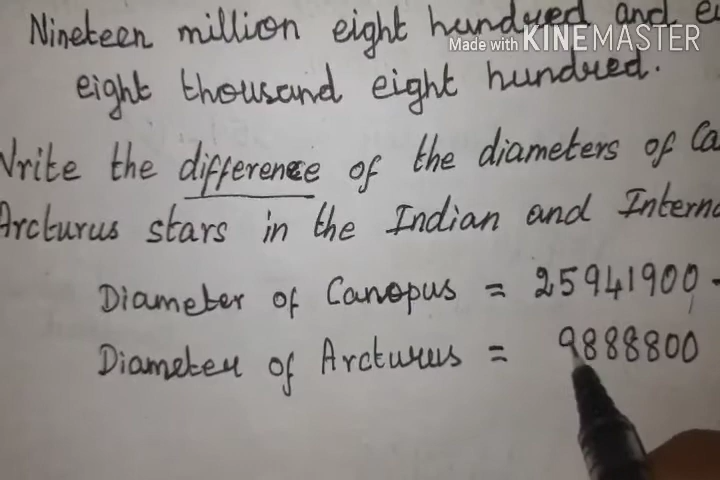 Nineteen million eight hundred and
Made with KINEMASTER
eight thousand eight hundred.
Write the difference of the diameters of
Arcturus stars in the Indian and
Diameter of Canopus = 25941900 -
Diameter of Arcturus = 9888800